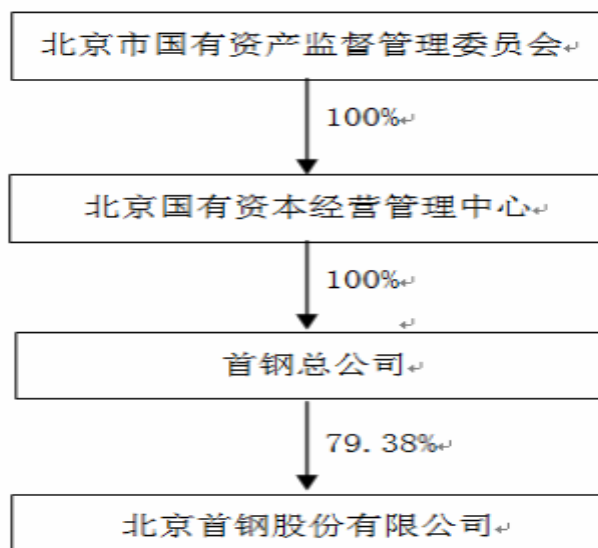 北京市国有资产监督管理委员会↵
100%↵
北京国有资本经营管理中心↵
100%↵
↵
首钢总公司↵
79.38%↵
北京首钢股份有限公司↵